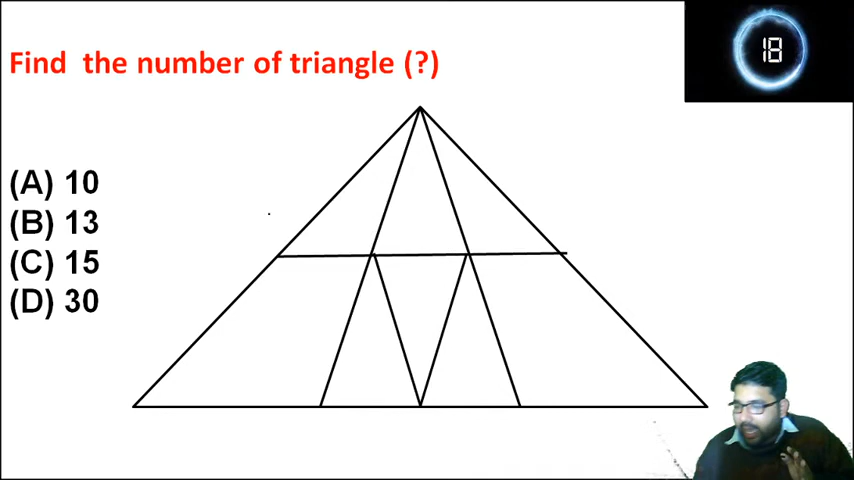 18
Find the number of triangle (?)
(A) 10
(B) 13
(C) 15
(D) 30